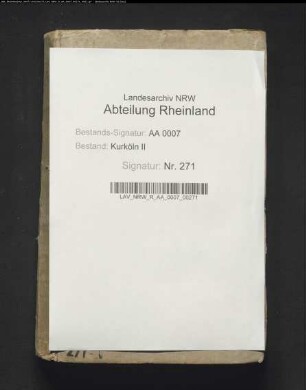 Landesarchiv NRW
Abteilung Rheinland
Bestands-Signatur: AA 0007
Bestand: Kurköln II
Signatur: Nr. 271
LAV_NRW_R_AA_0007_00271